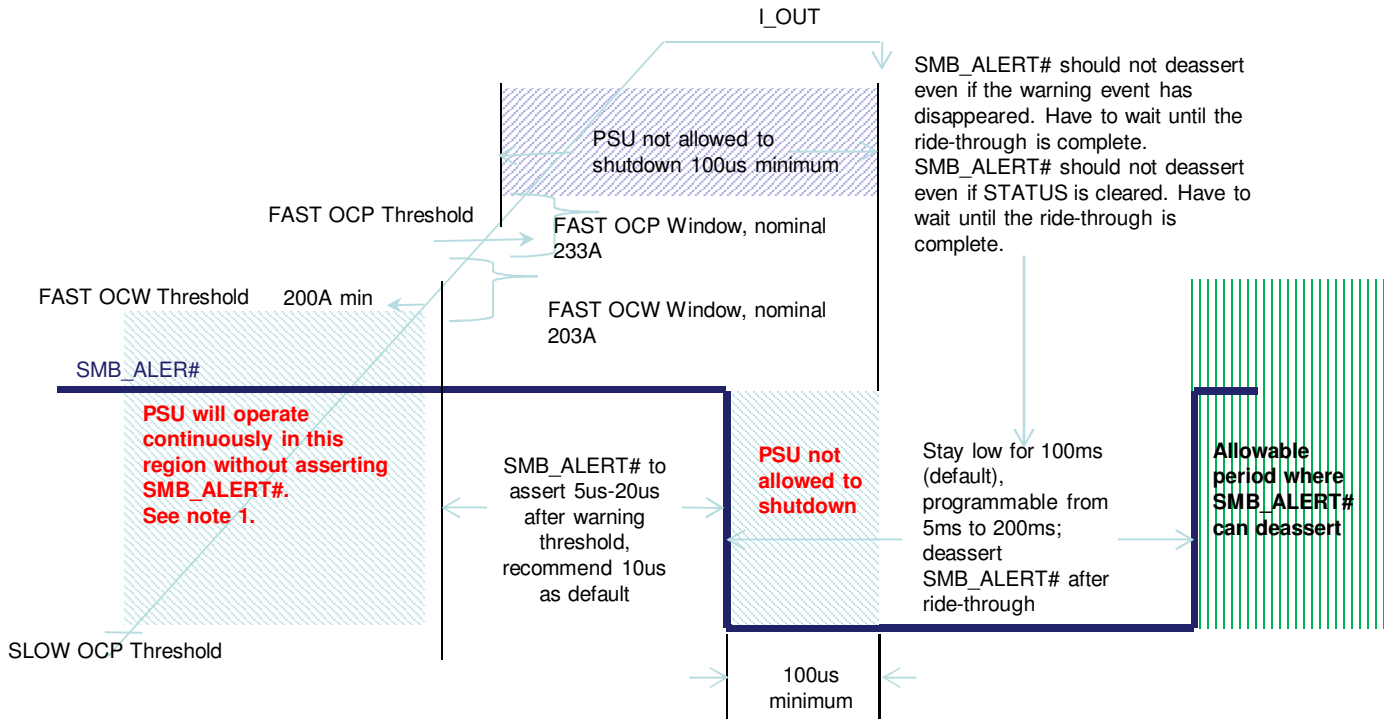 I_OUT
SMB_ALERT# should not deassert
even if the warning event has
disappeared. Have to wait until the
ride-through is complete.
SMB_ALERT# should not deassert
even if STATUS is cleared. Have to
wait until the ride-through is
complete.
PSU not allowed to
shutdown 100us minimum
FAST OCP Threshold
FAST OCP Window, nominal
233A
FAST OCW Threshold
200A min
FAST OCW Window, nominal
203A
SMB_ALER#
PSU will operate
continuously in this
region without asserting
SMB_ALERT#.
See note 1.
SMB_ALERT# to
assert 5us-20us
after warning
threshold,
recommend 10us
as default
PSU not
allowed to
shutdown
Stay low for 100ms
(default),
programmable from
5ms to 200ms;
deassert
SMB_ALERT# after
ride-through
Allowable
period where
SMB_ALERT#
can deassert
SLOW OCP Threshold
100us
minimum